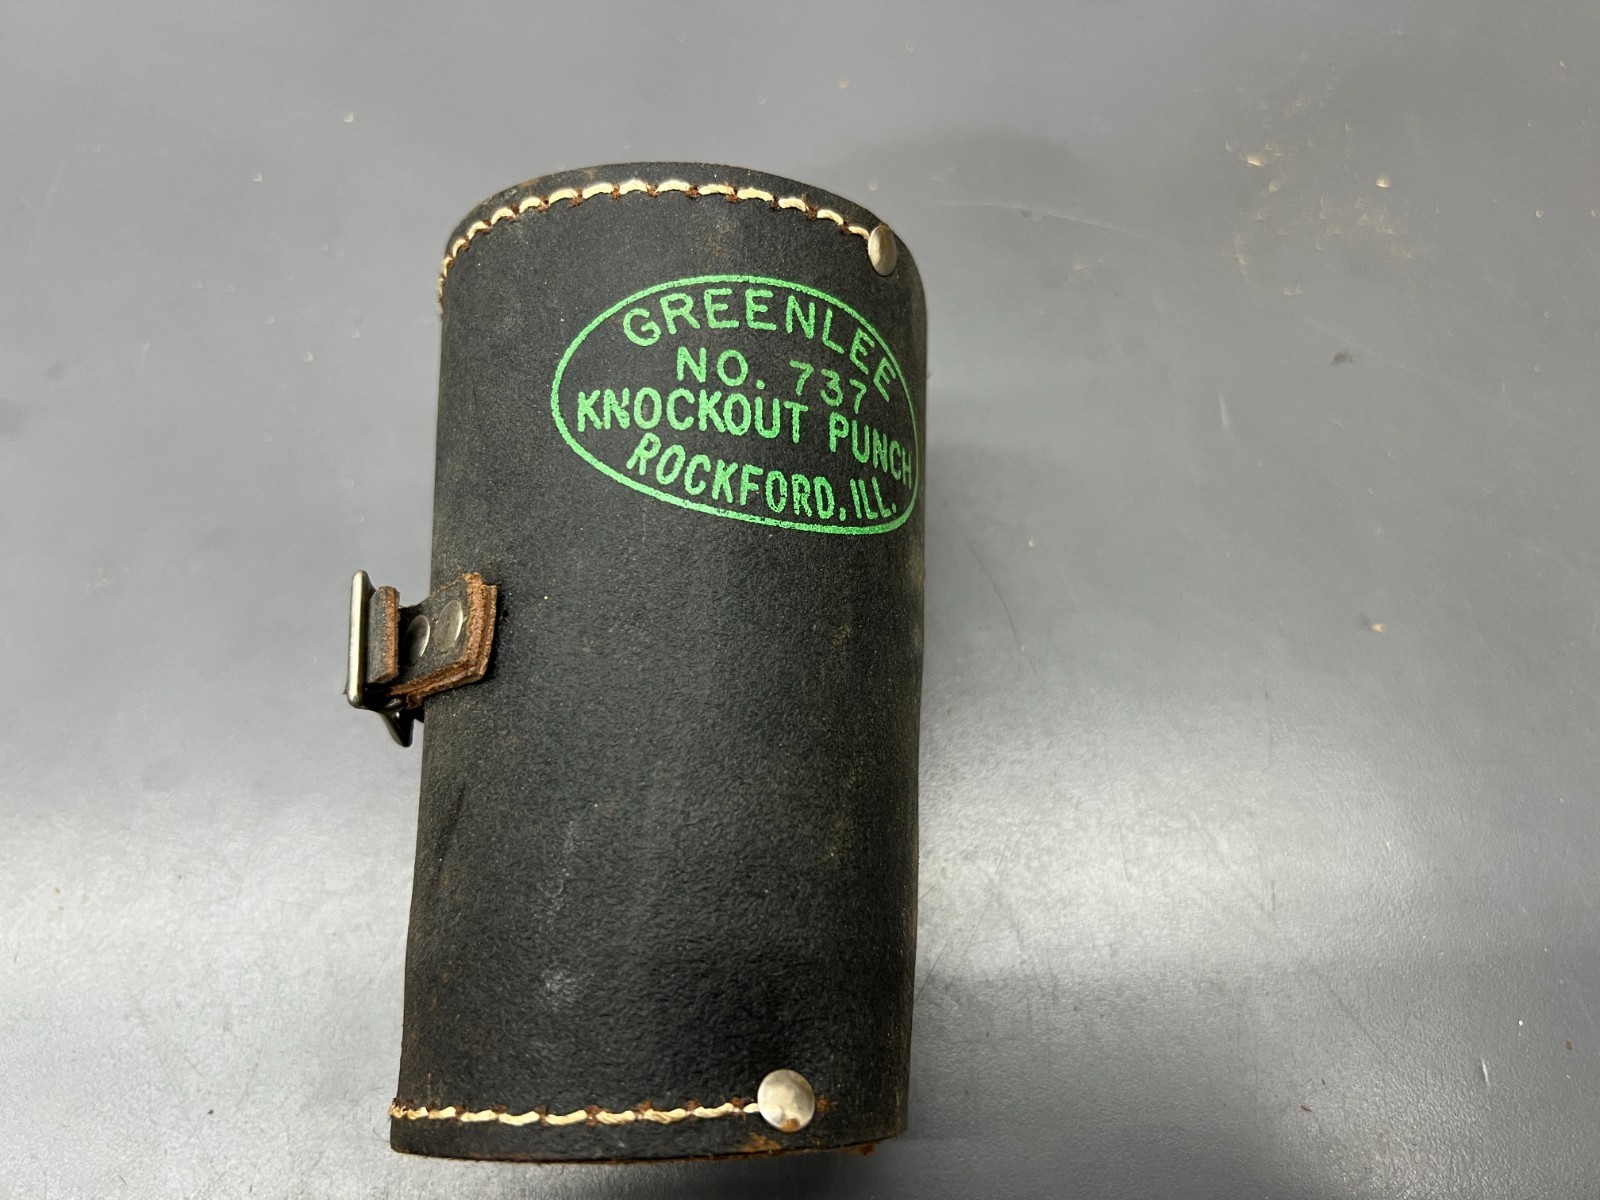 GREENLEE
NO. 737
KNOCKOUT PUNCH
ROCKFORD, ILL.